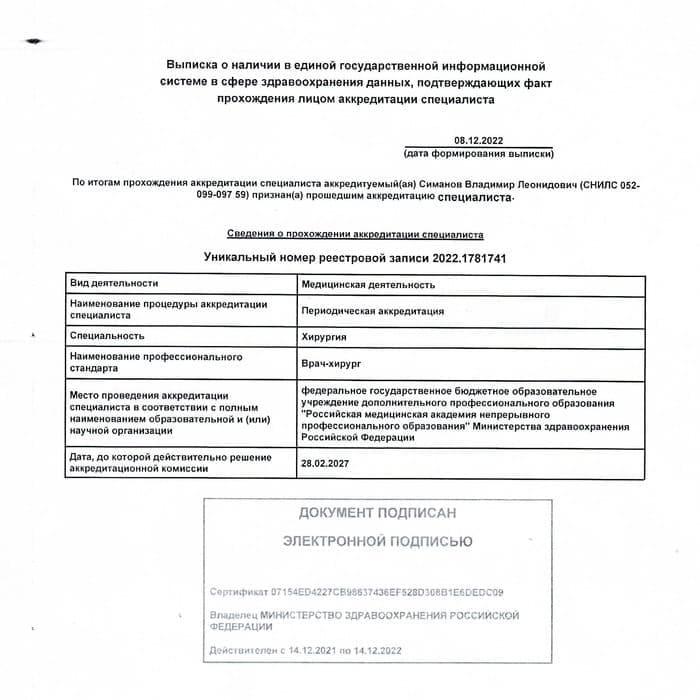 Выписка о наличии в единой государственной информационной
системе в сфере здравоохранения данных, подтверждающих факт
прохождения лицом аккредитации специалиста
08.12.2022
(дата формирования выписки)
По итогам прохождения аккредитации специалиста аккредитуемый(ая) Симанов Владимир Леонидович (СНИЛС 052-
099-097 59) признан(а) прошедшим аккредитацию специалиста.
Сведения о прохождении аккредитации специалиста
Уникальный номер реестровой записи 2022.1781741
Вид деятельности
Медицинская деятельность
Наименование процедуры аккредитации
специалиста
Периодическая аккредитация
Специальность
Хирургия
Наименование профессионального
стандарта
Врач-хирург
Место проведения аккредитации
специалиста в соответствии с полным
наименованием образовательной и (или)
научной организации
федеральное государственное бюджетное образовательное
учреждение дополнительного профессионального образования
"Российская медицинская академия непрерывного
профессионального образования" Министерства здравоохранения
Российской Федерации
Дата, до которой действительно решение
аккредитационной комиссии
28.02.2027
ДОКУМЕНТ ПОДПИСАН
ЭЛЕКТРОННОЙ ПОДПИСЬЮ
Сертификат 07154ED4227CB98637436EF528D308B1E6DEDC09
Владелец МИНИСТЕРСТВО ЗДРАВООХРАНЕНИЯ РОССИЙСКОЙ
ФЕДЕРАЦИИ
Действителен с 14.12.2021 по 14.12.2022